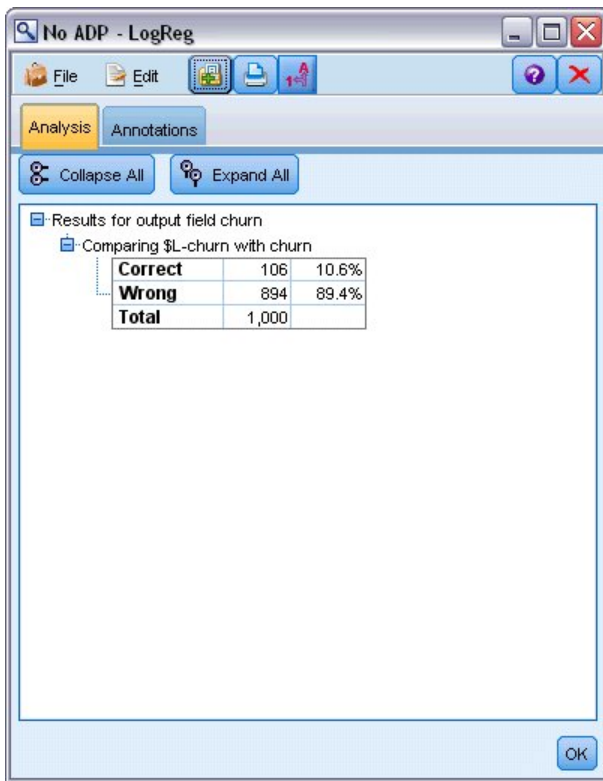 No ADP - LogReg
File Edit
Analysis Annotations
Collapse All Expand All
Results for output field churn
Comparing $L-churn with churn
Correct 106 10.6%
Wrong 894 89.4%
Total 1,000
OK